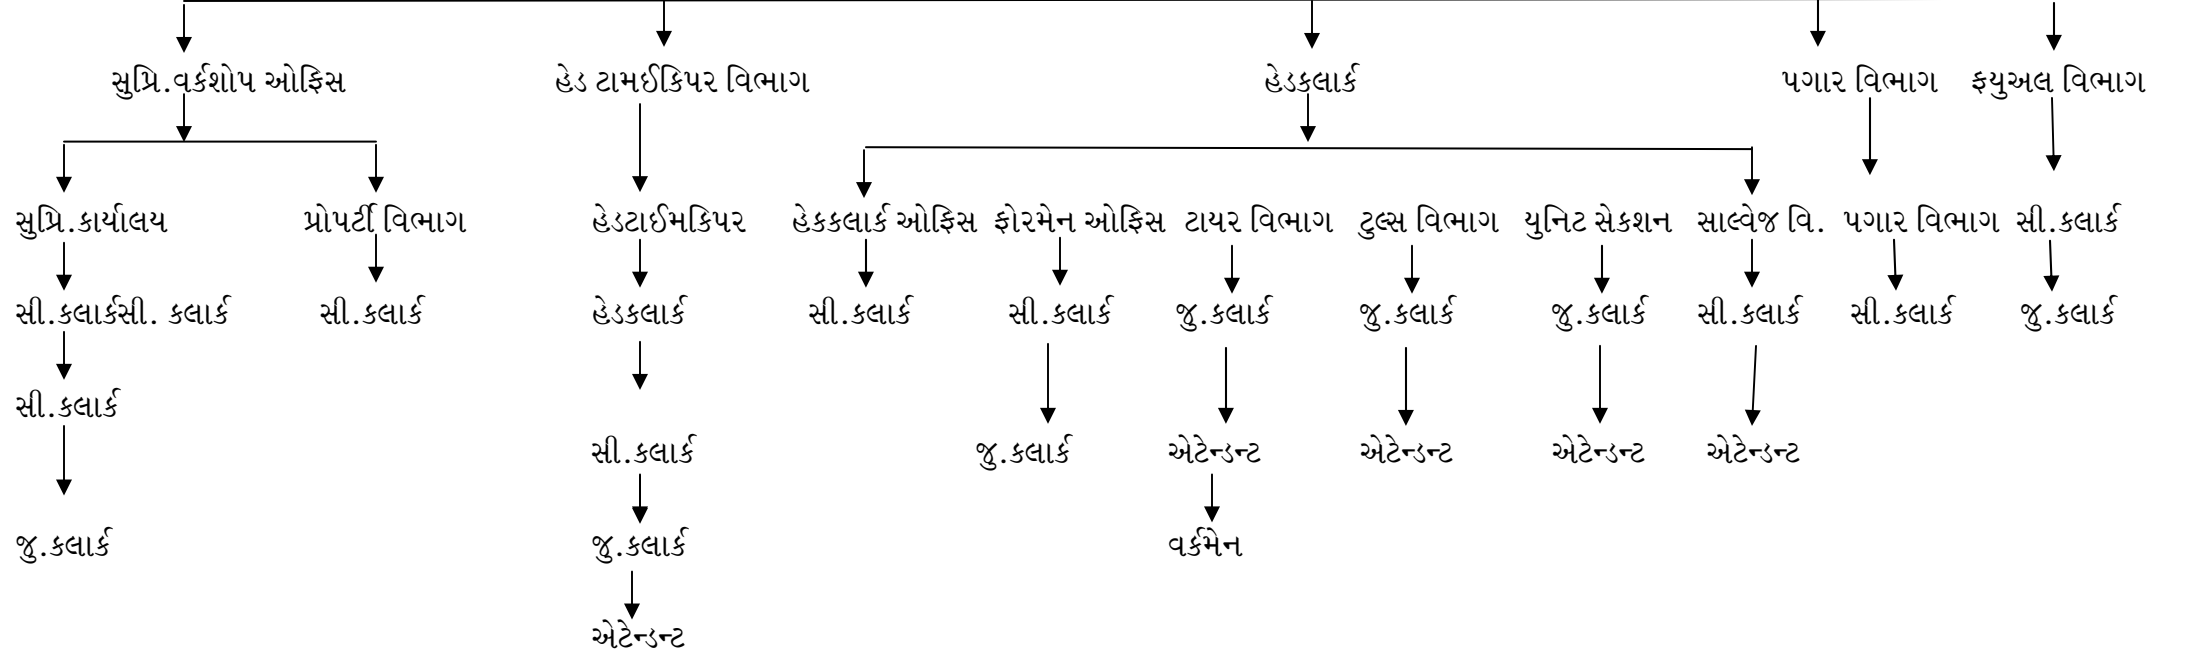 સુપ્રિ.વર્કશોપ ઓફિસ હેડ ટામઈકિપર વિભાગ હેડકલાર્ક પગાર વિભાગ ફયુઅલ વિભાગ
સુપ્રિ.કાર્યાલય પ્રોપર્ટી વિભાગ હેડટાઈમકિપર હેકકલાર્ક ઓફિસ ફોરમેન ઓફિસ ટાયર વિભાગ ટુલ્સ વિભાગ યુનિટ સેકશન સાલ્વેજ વિ. પગાર વિભાગ સી.કલાર્ક
સી.કલાર્કસી. કલાર્ક સી.કલાર્ક હેડકલાર્ક સી.કલાર્ક સી.કલાર્ક જુ.કલાર્ક જુ.કલાર્ક જુ.કલાર્ક સી.કલાર્ક સી.કલાર્ક જુ.કલાર્ક
સી.કલાર્ક
સી.કલાર્ક જુ.કલાર્ક એટેન્ડન્ટ એટેન્ડન્ટ એટેન્ડન્ટ એટેન્ડન્ટ
જુ.કલાર્ક જુ.કલાર્ક વર્કમેન
એટેન્ડન્ટ